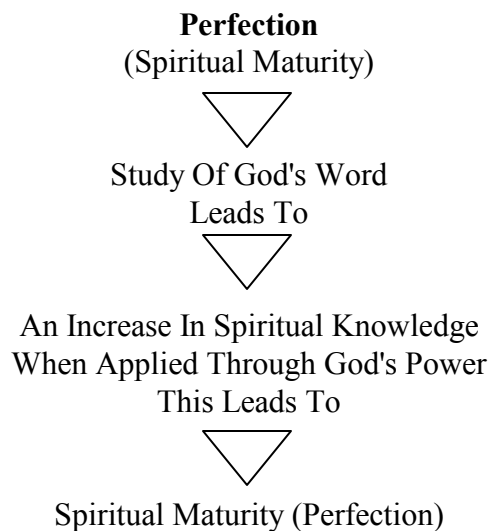 Perfection
(Spiritual Maturity)
Study Of God's Word
Leads To
An Increase In Spiritual Knowledge
When Applied Through God's Power
This Leads To
Spiritual Maturity (Perfection)